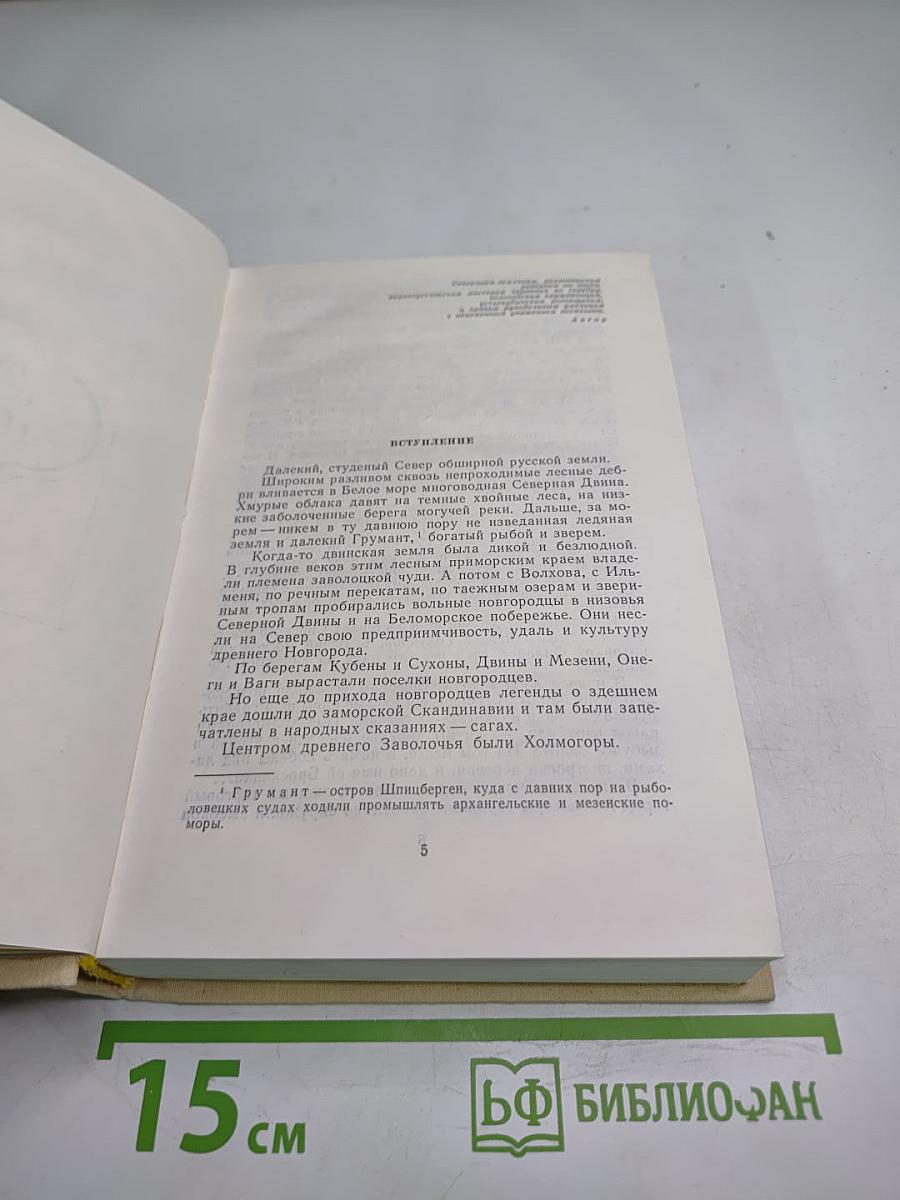 Автор
ВСТУПЛЕНИЕ
Далекий, студеный Север обширной русской земли.
Широким разливом сквозь непроходимые лесные деб-
ри вливается в Белое море многоводная Северная Двина.
Хмурые облака давят на темные хвойные леса, на низ-
кие заболоченные берега могучей реки. Дальше, за мо-
рем — никем в ту давнюю пору не изведанная ледяная
земля и далекий Грумант,¹ богатый рыбой и зверем.
Когда-то двинская земля была дикой и безлюдной.
В глубине веков этим лесным приморским краем владе-
ли племена заволоцкой чуди. А потом с Волхова, с Иль-
меня, по речным перекатам, по таежным озерам и звери-
ным тропам пробирались вольные новгородцы в низовья
Северной Двины и на Беломорское побережье. Они нес-
ли на Север свою предприимчивость, удаль и культуру
древнего Новгорода.
По берегам Кубены и Сухоны, Двины и Мезени, Оне-
ги и Ваги вырастали поселки новгородцев.
Но еще до прихода новгородцев легенды о здешнем
крае дошли до заморской Скандинавии и там были запе-
чатлены в народных сказаниях — сагах.
Центром древнего Заволочья были Холмогоры.
¹ Грумант — остров Шпицберген, куда с давних пор на рыбо-
ловецких судах ходили промышлять архангельские и мезенские по-
моры.
5
15 см
БФ БИБЛИОФАН